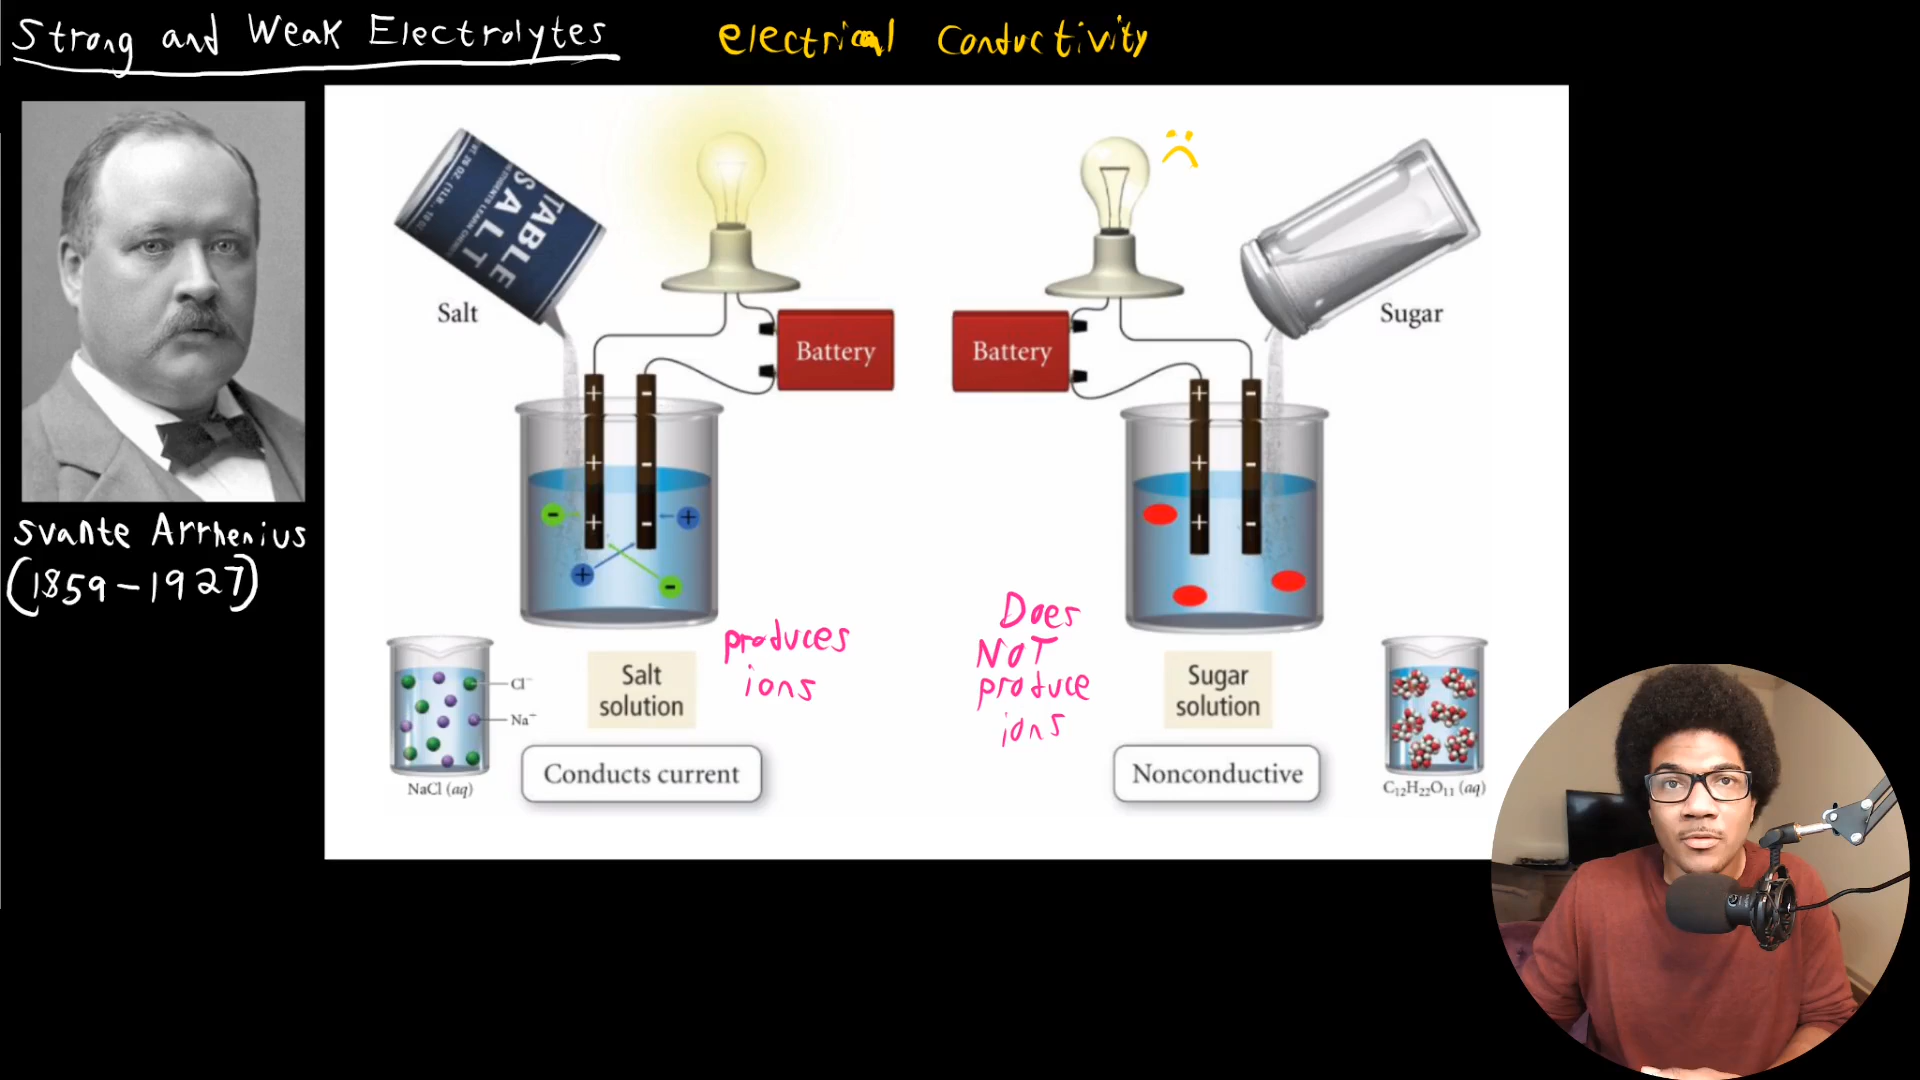 Strong and Weak Electrolytes
electrical Conductivity
TABLE
SALT
Salt
Battery
Battery
Sugar
+
-
+
-
+
-
+
-
+
-
+
-
-
+
+
-
Svante Arrhenius
(1859-1927)
produces
ions
Does
NOT
produce
ions
Cl⁻
Na⁻
NaCl (aq)
Salt
solution
Conducts current
Sugar
solution
Nonconductive
C₁₂H₂₂O₁₁ (aq)